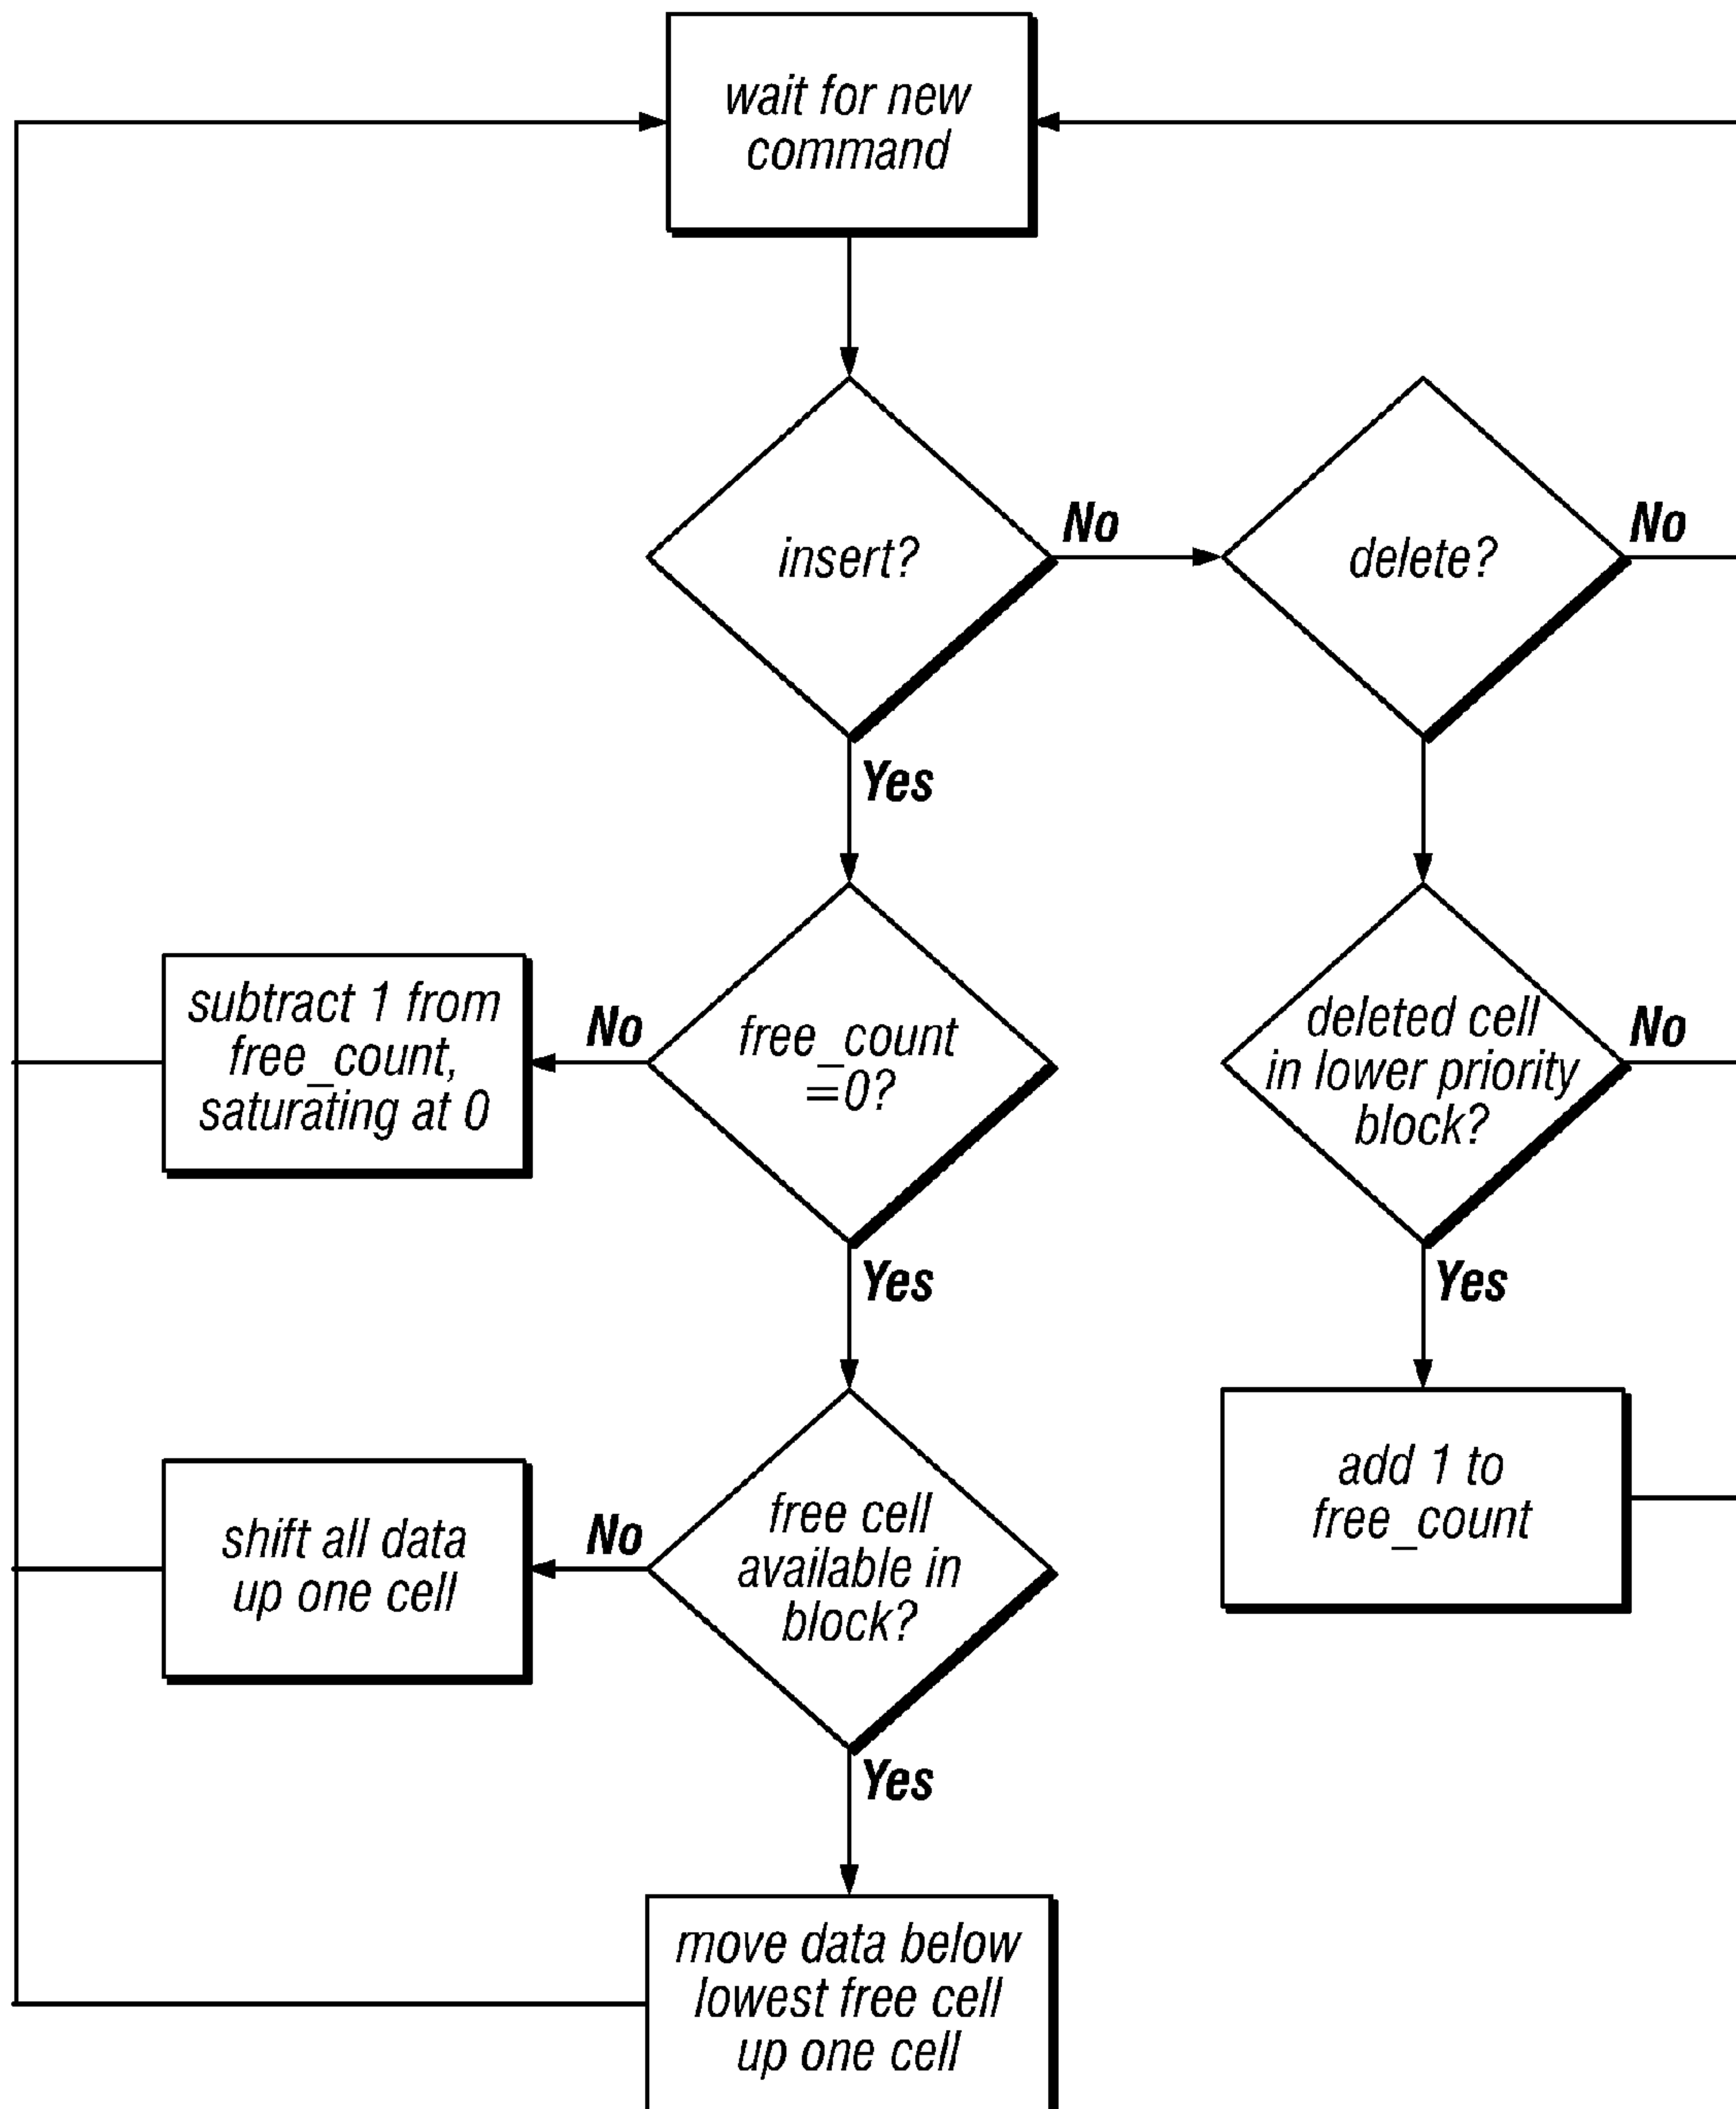 wait for new
command
insert?
No
delete?
No
Yes
subtract 1 from
free_count,
saturating at 0
No
free_count
=0?
deleted cell
in lower priority
block?
No
Yes
Yes
shift all data
up one cell
No
free cell
available in
block?
add 1 to
free_count
Yes
move data below
lowest free cell
up one cell